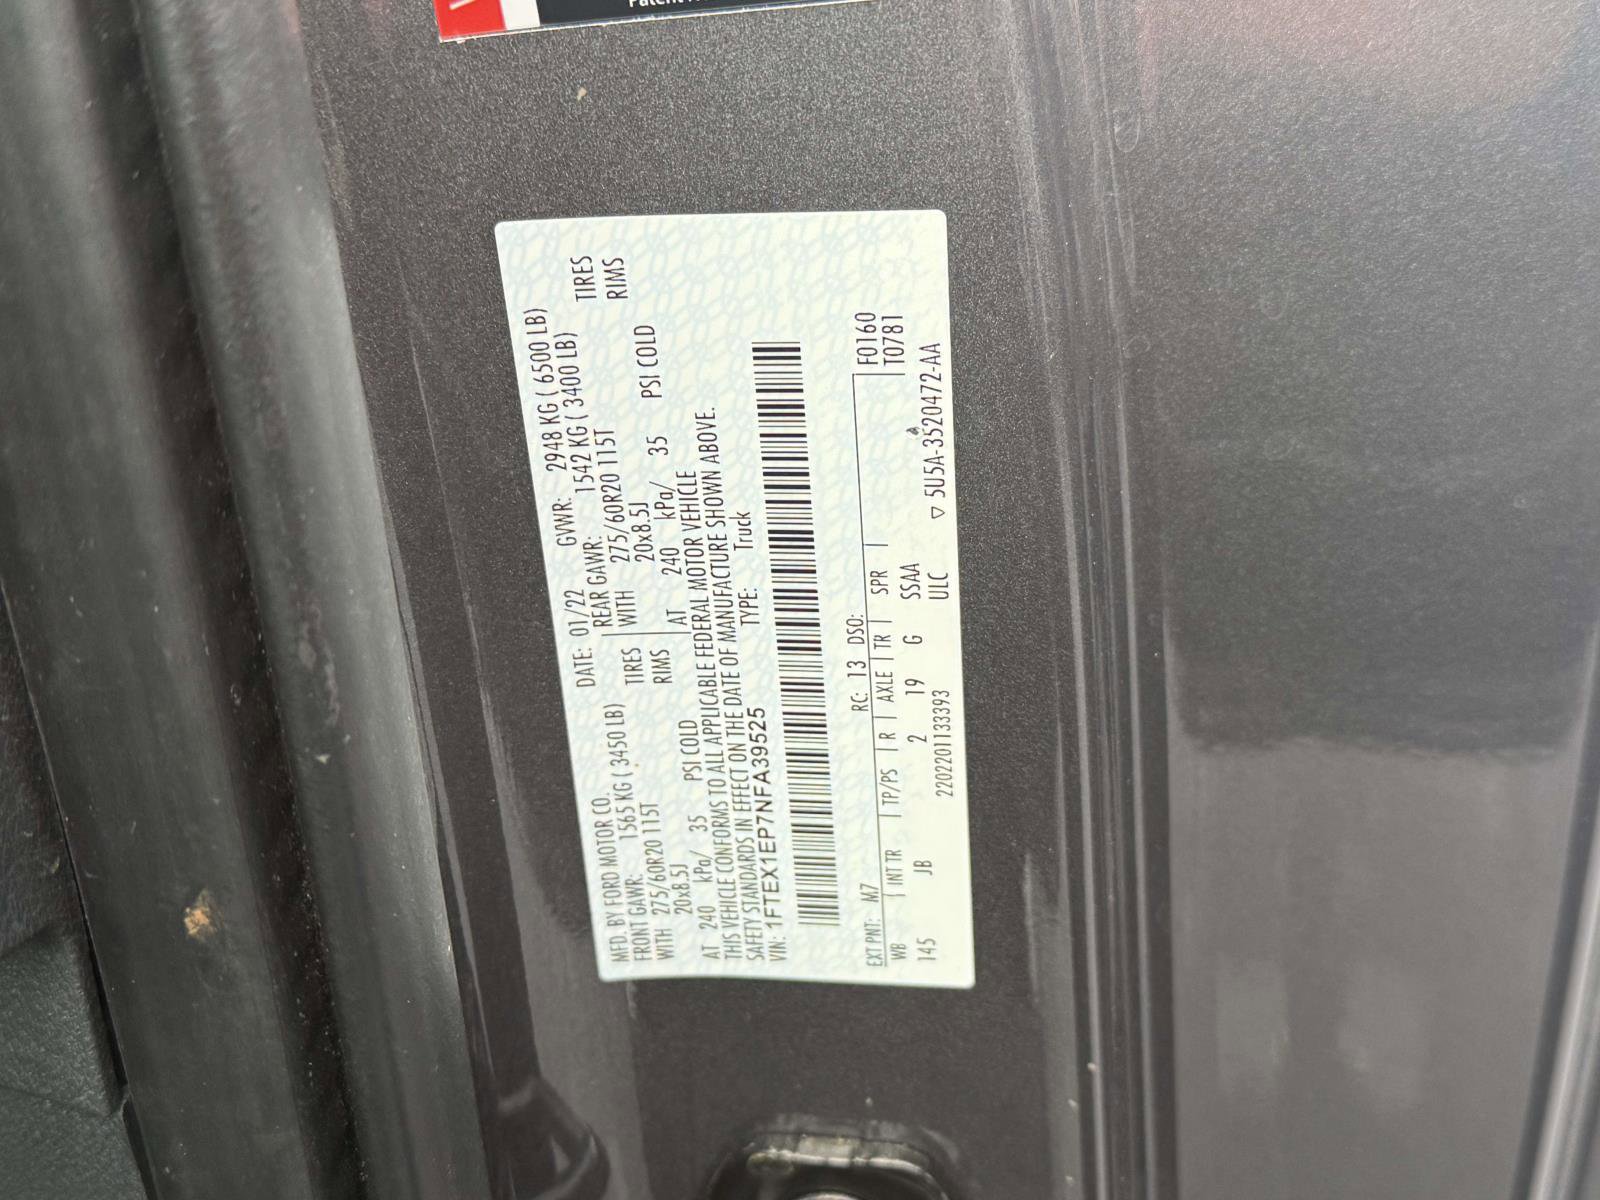 Patent
MFD. BY FORD MOTOR CO.
DATE: 01/22 GVWR: 2948 KG ( 6500 LB)
FRONT GAWR: 1565 KG ( 3450 LB) REAR GAWR: 1542 KG ( 3400 LB)
WITH 275/60R20 115T TIRES WITH 275/60R20 115T TIRES
20x8.5J RIMS 20x8.5J RIMS
AT 240 kPa/ 35 PSI COLD AT 240 kPa/ 35 PSI COLD
THIS VEHICLE CONFORMS TO ALL APPLICABLE FEDERAL MOTOR VEHICLE
SAFETY STANDARDS IN EFFECT ON THE DATE OF MANUFACTURE SHOWN ABOVE.
VIN: 1FTEX1EP7NFA39525 TYPE: Truck
EXT PNT: M7 RC: 13 DSO: F0160
WB INT TR TP/PS R AXLE TR SPR T0781
145 JB 2 19 G SSAA
2202201133393 ULC ▽ 5U5A-3520472-AA